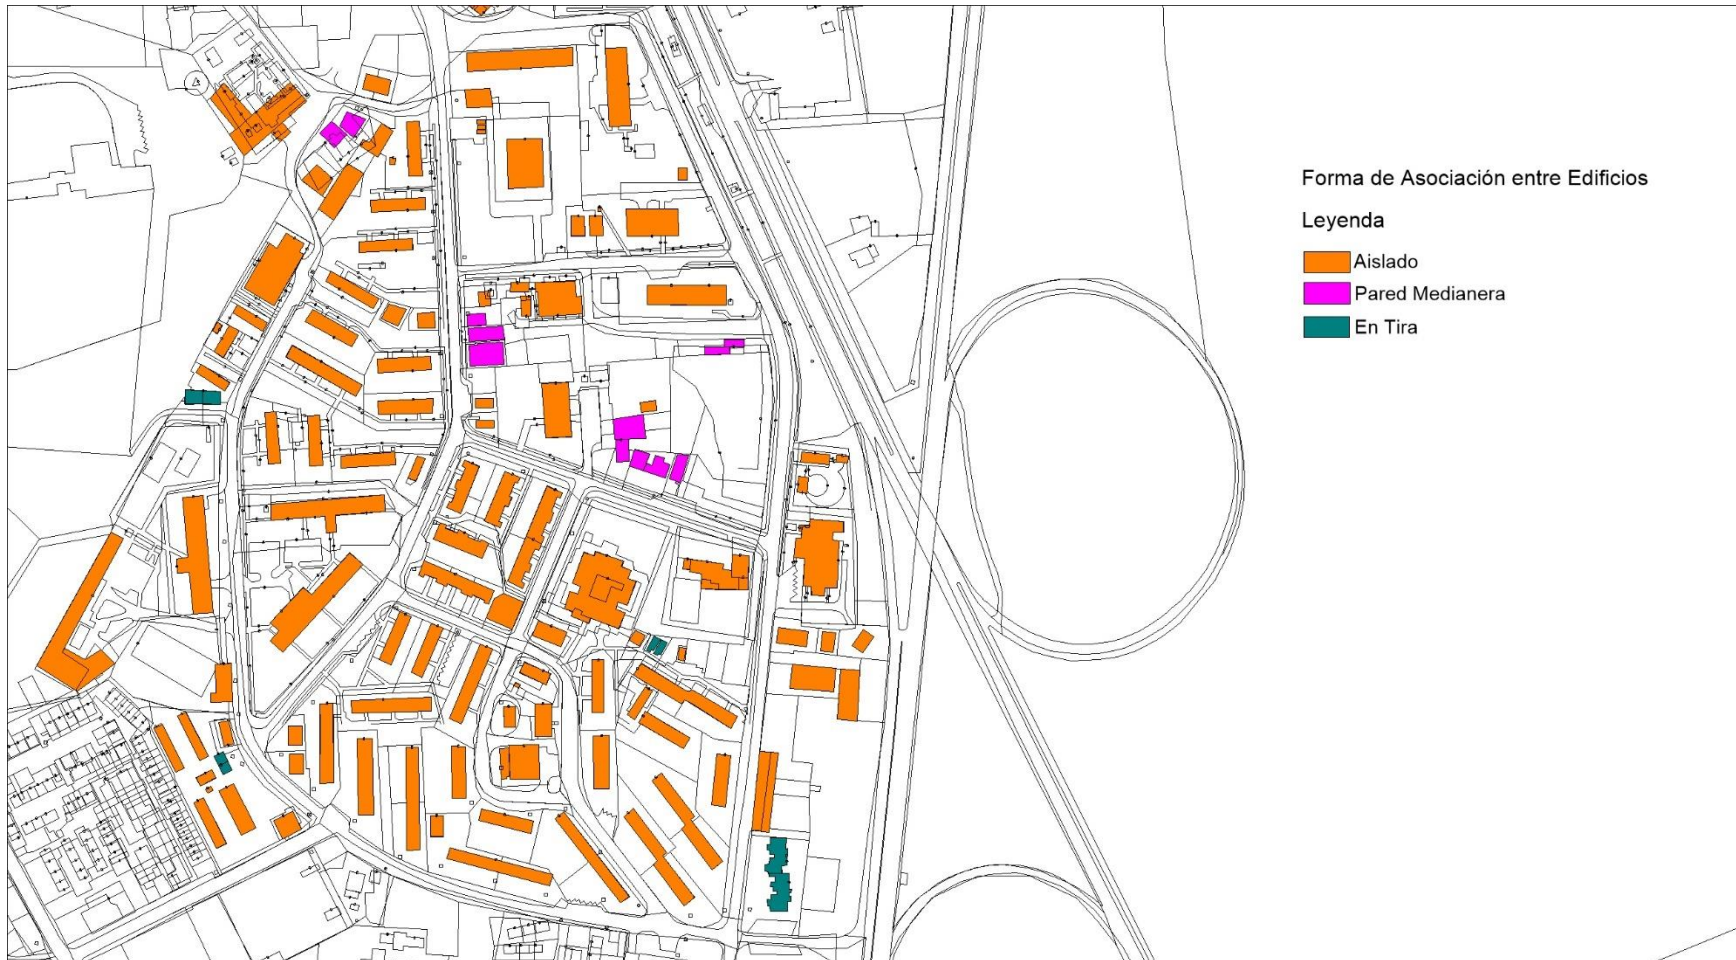 Forma de Asociación entre Edificios
Leyenda
Aislado
Pared Medianera
En Tira